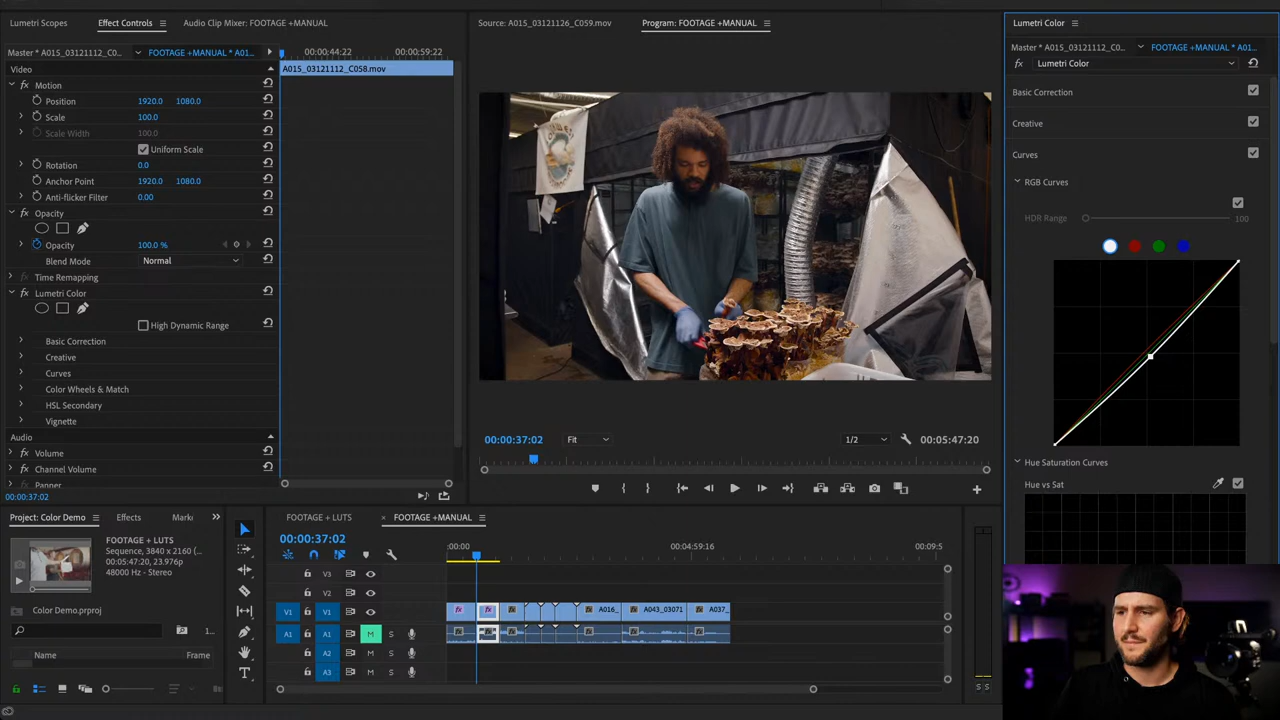 Lumetri Scopes
Effect Controls
Audio Clip Mixer: FOOTAGE +MANUAL
Master * A015_03121112_C0...
FOOTAGE +MANUAL * A01...
00:00:44:22
00:00:59:22
Video
A015_03121112_C058.mov
Motion
Position 1920.0 1080.0
Scale 100.0
Scale Width 100.0
Uniform Scale
Rotation 0.0
Anchor Point 1920.0 1080.0
Anti-flicker Filter 0.00
Opacity
Opacity 100.0 %
Blend Mode Normal
Time Remapping
Lumetri Color
High Dynamic Range
Basic Correction
Creative
Curves
Color Wheels & Match
HSL Secondary
Vignette
Audio
Volume
Channel Volume
Panner
00:00:37:02
Source: A015_03121126_C059.mov
Program: FOOTAGE +MANUAL
00:00:37:02
Fit
1/2
00:05:47:20
Lumetri Color
Master * A015_03121112_C0...
FOOTAGE +MANUAL * A01...
fx Lumetri Color
Basic Correction
Creative
Curves
RGB Curves
HDR Range 100
Hue Saturation Curves
Hue vs Sat
Project: Color Demo
Effects
Marki
FOOTAGE + LUTS
Sequence, 3840 x 2160 (...
00:05:47:20, 23.976p
48000 Hz - Stereo
Color Demo.prproj
1...
Name
Frame
FOOTAGE + LUTS
FOOTAGE +MANUAL
00:00:37:02
:00:00
00:04:59:16
00:09:5
V3
V2
V1 V1
A016_
A043_03071
A037_
A1 A1 M S
A2 M S
A3 M S
S S